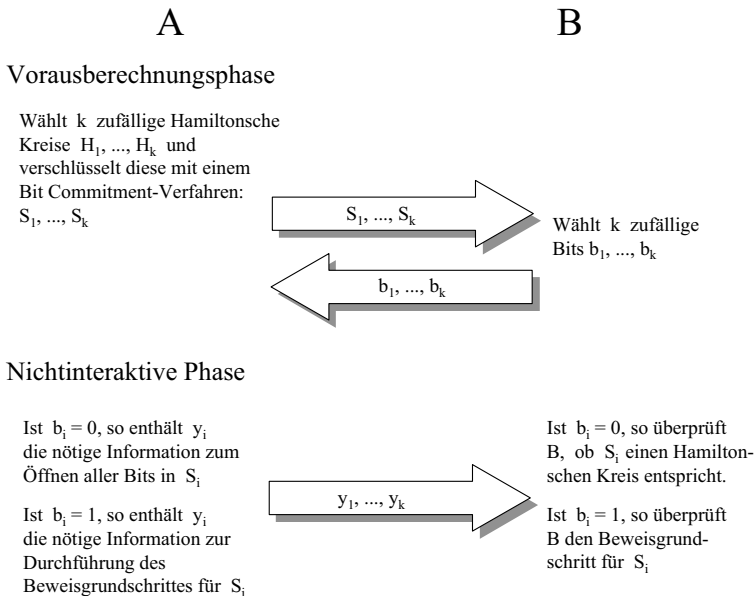 A
B
Vorausberechnungsphase
Wählt k zufällige Hamiltonsche
Kreise H₁, ..., Hₖ und
verschlüsselt diese mit einem
Bit Commitment-Verfahren:
S₁, ..., Sₖ
S₁, ..., Sₖ
Wählt k zufällige
Bits b₁, ..., bₖ
b₁, ..., bₖ
Nichtinteraktive Phase
Ist bᵢ = 0, so enthält yᵢ
die nötige Information zum
Öffnen aller Bits in Sᵢ
Ist bᵢ = 1, so enthält yᵢ
die nötige Information zur
Durchführung des
Beweisgrundschrittes für Sᵢ
y₁, ..., yₖ
Ist bᵢ = 0, so überprüft
B, ob Sᵢ einen Hamilton-
schen Kreis entspricht.
Ist bᵢ = 1, so überprüft
B den Beweisgrund-
schritt für Sᵢ